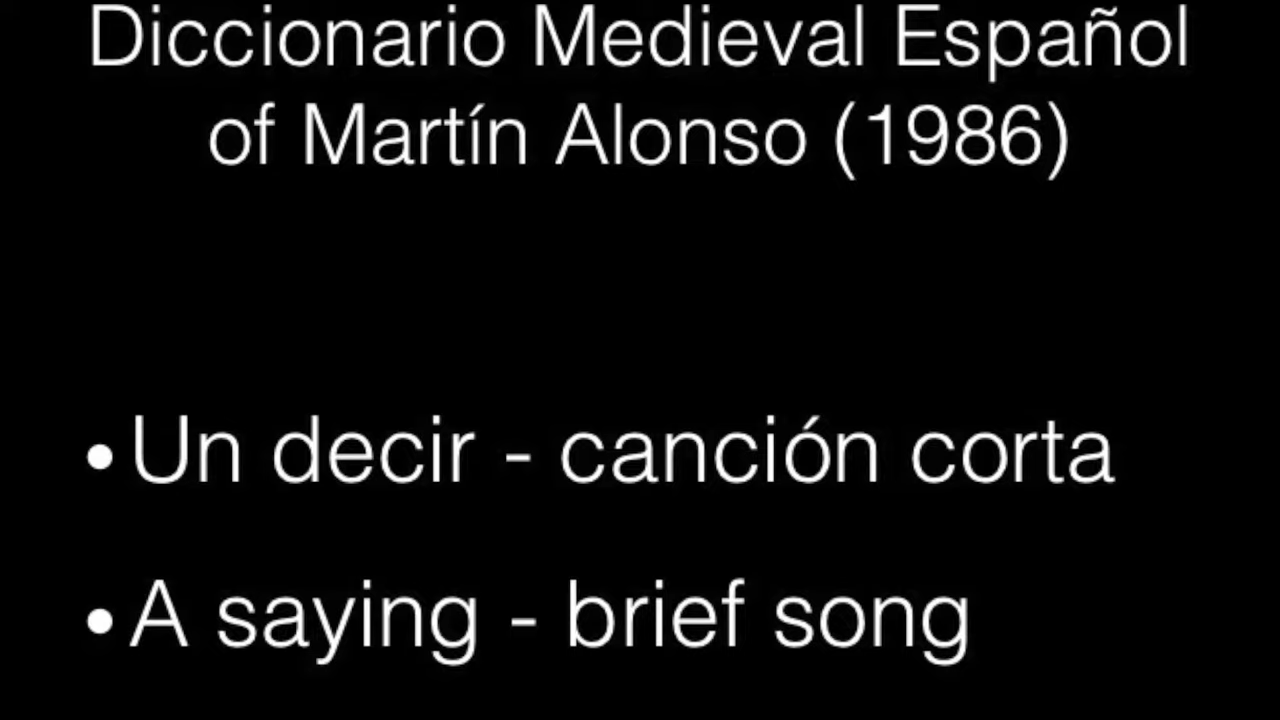 Diccionario Medieval Español
of Martín Alonso (1986)
• Un decir - canción corta
• A saying - brief song